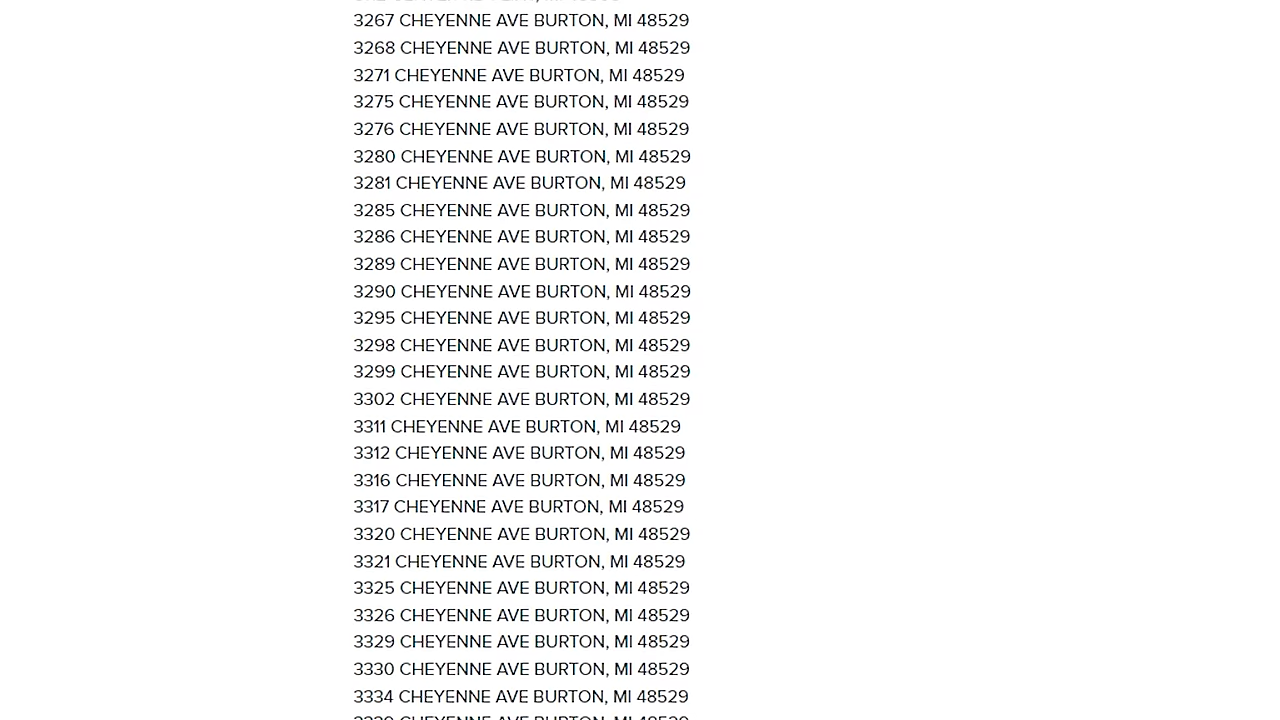 3267 CHEYENNE AVE BURTON, MI 48529
3268 CHEYENNE AVE BURTON, MI 48529
3271 CHEYENNE AVE BURTON, MI 48529
3275 CHEYENNE AVE BURTON, MI 48529
3276 CHEYENNE AVE BURTON, MI 48529
3280 CHEYENNE AVE BURTON, MI 48529
3281 CHEYENNE AVE BURTON, MI 48529
3285 CHEYENNE AVE BURTON, MI 48529
3286 CHEYENNE AVE BURTON, MI 48529
3289 CHEYENNE AVE BURTON, MI 48529
3290 CHEYENNE AVE BURTON, MI 48529
3295 CHEYENNE AVE BURTON, MI 48529
3298 CHEYENNE AVE BURTON, MI 48529
3299 CHEYENNE AVE BURTON, MI 48529
3302 CHEYENNE AVE BURTON, MI 48529
3311 CHEYENNE AVE BURTON, MI 48529
3312 CHEYENNE AVE BURTON, MI 48529
3316 CHEYENNE AVE BURTON, MI 48529
3317 CHEYENNE AVE BURTON, MI 48529
3320 CHEYENNE AVE BURTON, MI 48529
3321 CHEYENNE AVE BURTON, MI 48529
3325 CHEYENNE AVE BURTON, MI 48529
3326 CHEYENNE AVE BURTON, MI 48529
3329 CHEYENNE AVE BURTON, MI 48529
3330 CHEYENNE AVE BURTON, MI 48529
3334 CHEYENNE AVE BURTON, MI 48529